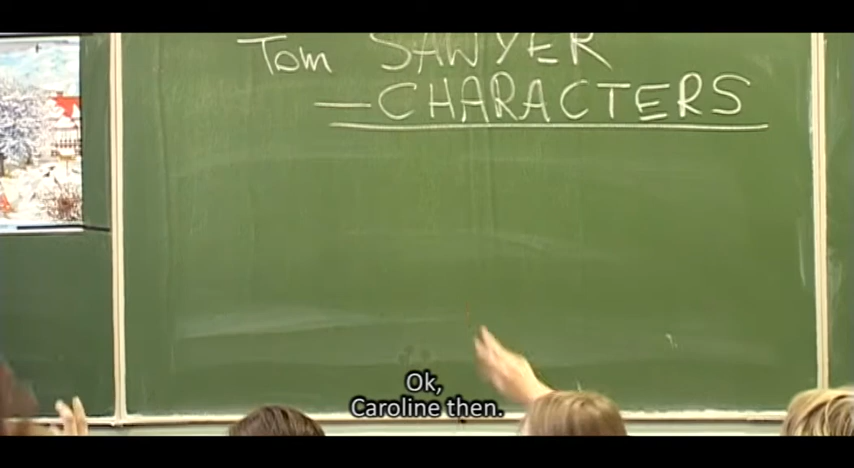 Tom SAWYER
—CHARACTERS
Ok,
Caroline then.